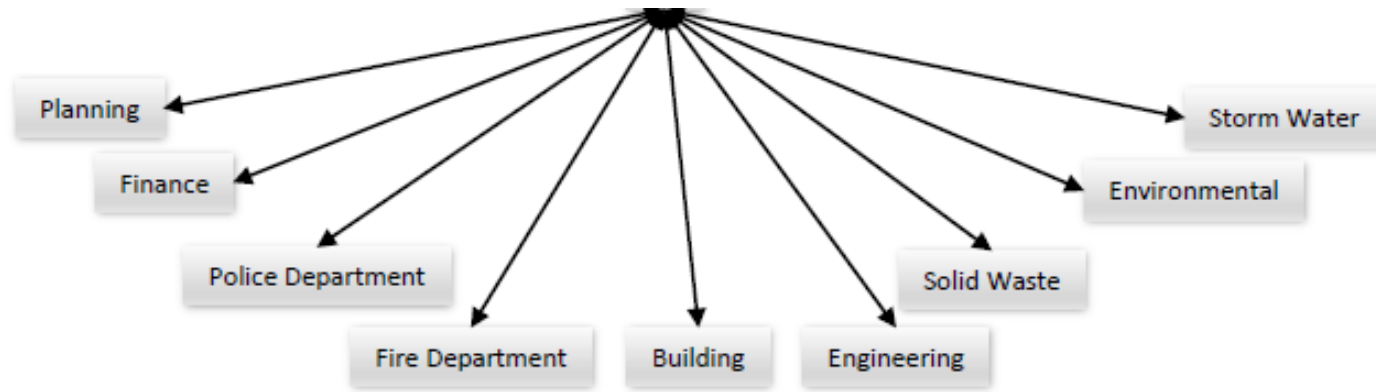 Planning
Storm Water
Finance
Environmental
Police Department
Solid Waste
Fire Department
Building
Engineering